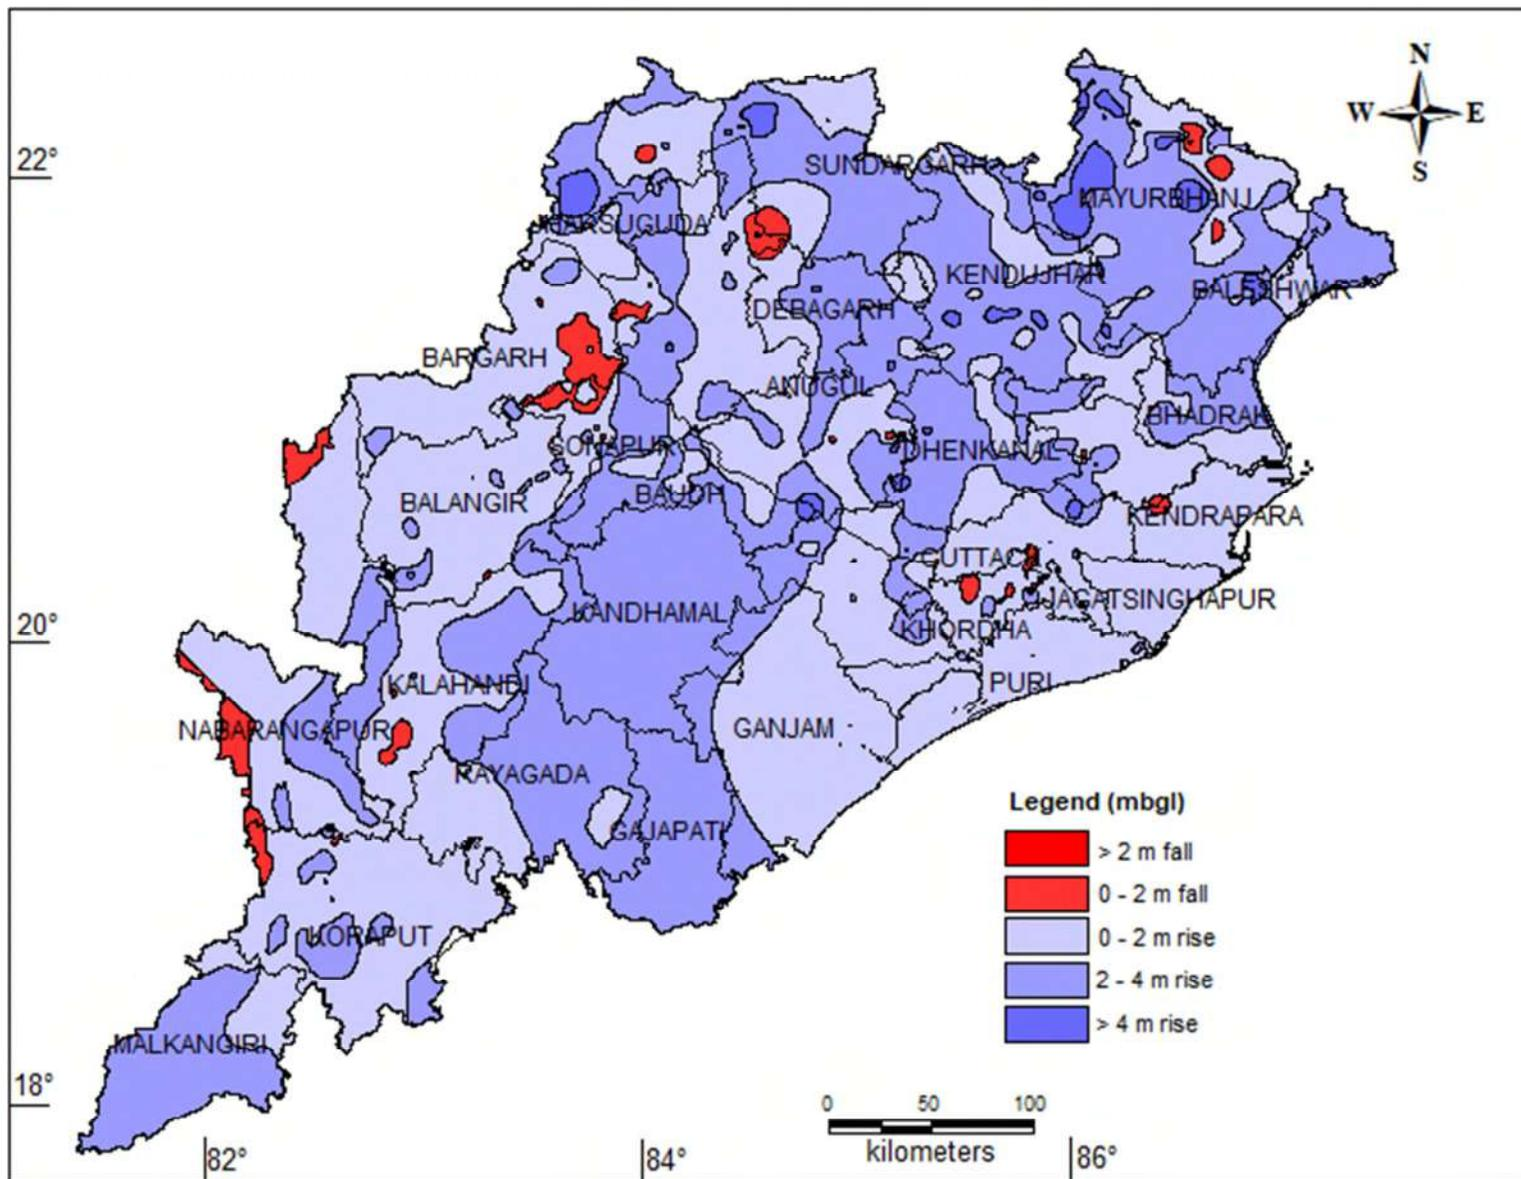 N
W E
S
22°
SUNDARGARH
MAYURBHANJ
JHARSUGUDA
KENDUJHAR
BALESHWAR
DEBAGARH
BARGARH
ANUGUL
BHADRAK
SONAPUR
DHENKANAL
BAUDH
BALANGIR
KENDRAPARA
CUTTACK
JAGATSINGHAPUR
KANDHAMAL
20°
KHORDHA
KALAHANDI
PURI
NABARANGAPUR
GANJAM
RAYAGADA
GAJAPATI
KORAPUT
MALKANGIRI
18°
Legend (mbgl)
> 2 m fall
0 - 2 m fall
0 - 2 m rise
2 - 4 m rise
> 4 m rise
0 50 100
kilometers
82° 84° 86°